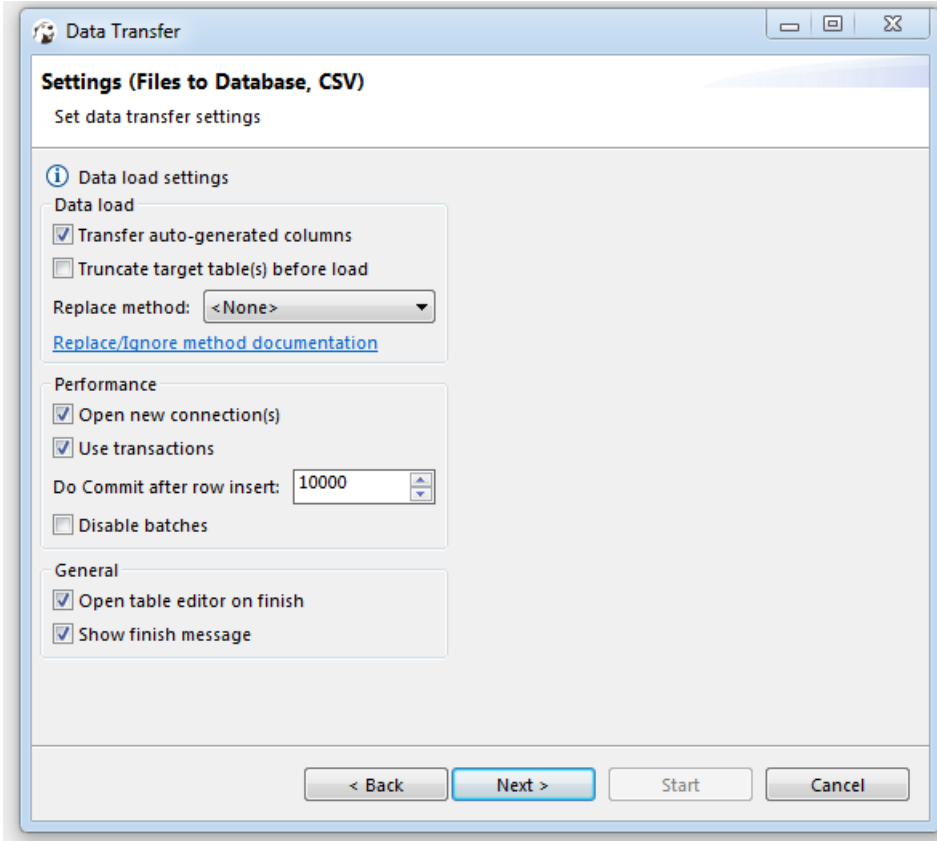 Data Transfer
Settings (Files to Database, CSV)
Set data transfer settings
Data load settings
Data load
Transfer auto-generated columns
Truncate target table(s) before load
Replace method: <None>
Replace/Ignore method documentation
Performance
Open new connection(s)
Use transactions
Do Commit after row insert: 10000
Disable batches
General
Open table editor on finish
Show finish message
< Back Next > Start Cancel